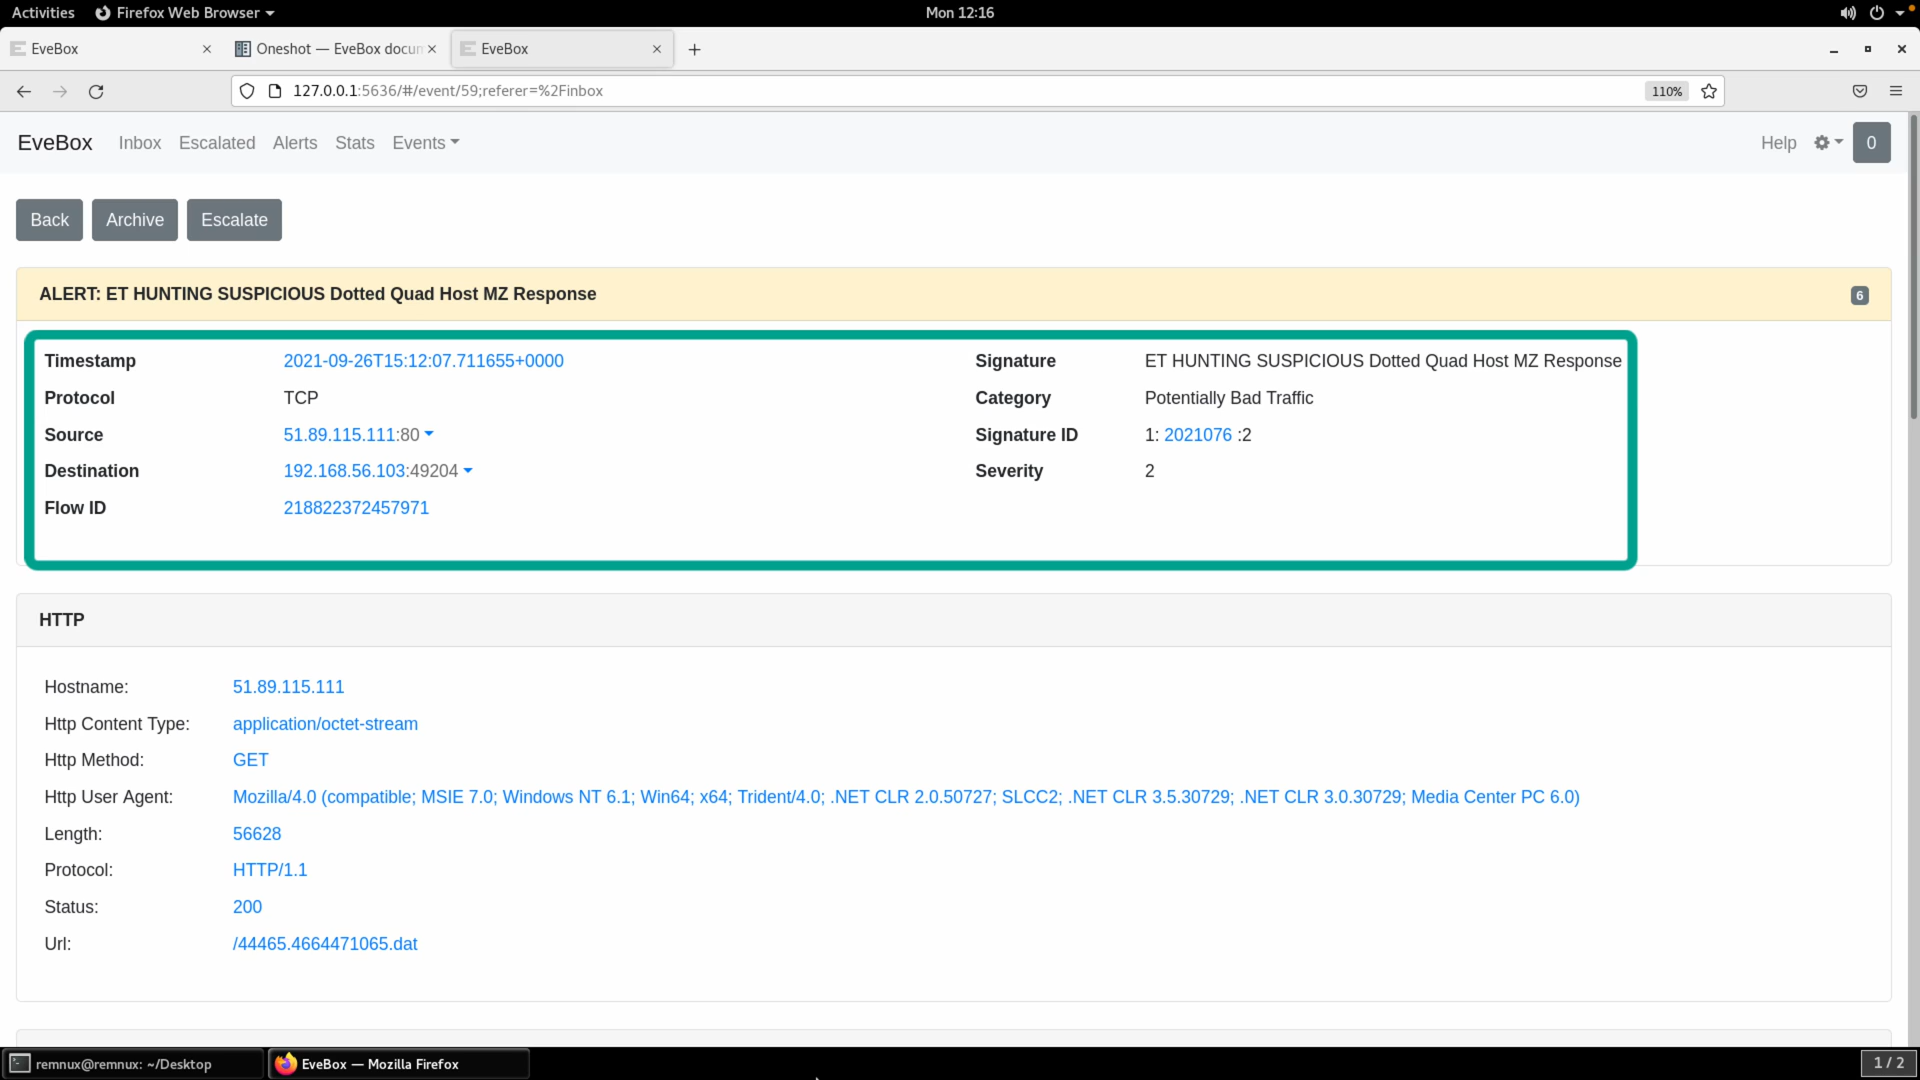 Activities Firefox Web Browser Mon 12:16
EveBox Oneshot — EveBox docum EveBox
127.0.0.1:5636/#/event/59;referer=%2Finbox 110%
EveBox Inbox Escalated Alerts Stats Events Help 0
Back Archive Escalate
ALERT: ET HUNTING SUSPICIOUS Dotted Quad Host MZ Response 6
Timestamp 2021-09-26T15:12:07.711655+0000 Signature ET HUNTING SUSPICIOUS Dotted Quad Host MZ Response
Protocol TCP Category Potentially Bad Traffic
Source 51.89.115.111:80 Signature ID 1: 2021076 :2
Destination 192.168.56.103:49204 Severity 2
Flow ID 218822372457971
HTTP
Hostname: 51.89.115.111
Http Content Type: application/octet-stream
Http Method: GET
Http User Agent: Mozilla/4.0 (compatible; MSIE 7.0; Windows NT 6.1; Win64; x64; Trident/4.0; .NET CLR 2.0.50727; SLCC2; .NET CLR 3.5.30729; .NET CLR 3.0.30729; Media Center PC 6.0)
Length: 56628
Protocol: HTTP/1.1
Status: 200
Url: /44465.4664471065.dat
remnux@remnux: ~/Desktop EveBox — Mozilla Firefox 1 / 2